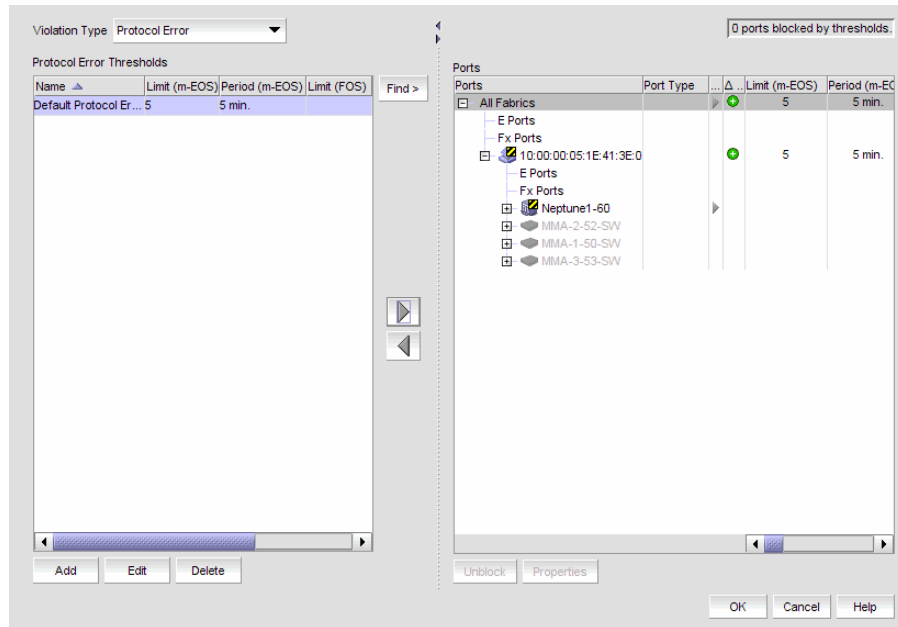 Violation Type Protocol Error
0 ports blocked by thresholds.
Protocol Error Thresholds
Name Limit (m-EOS) Period (m-EOS) Limit (FOS)
Default Protocol Er... 5 5 min.
Find >
Ports
Ports Port Type ... Δ .. Limit (m-EOS) Period (m-EO
All Fabrics 5 5 min.
E Ports
Fx Ports
10:00:00:05:1E:41:3E:0 5 5 min.
E Ports
Fx Ports
Neptune1-60
MMA-2-52-SW
MMA-1-50-SW
MMA-3-53-SW
Add Edit Delete
Unblock Properties
OK Cancel Help